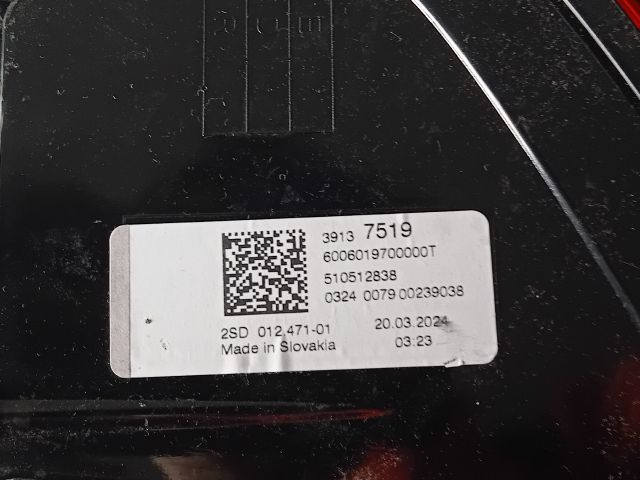 3913 7519
6006019700000T
510512838
0324 0079 00239038
2SD 012.471-01 20.03.2024
Made in Slovakia 03:23